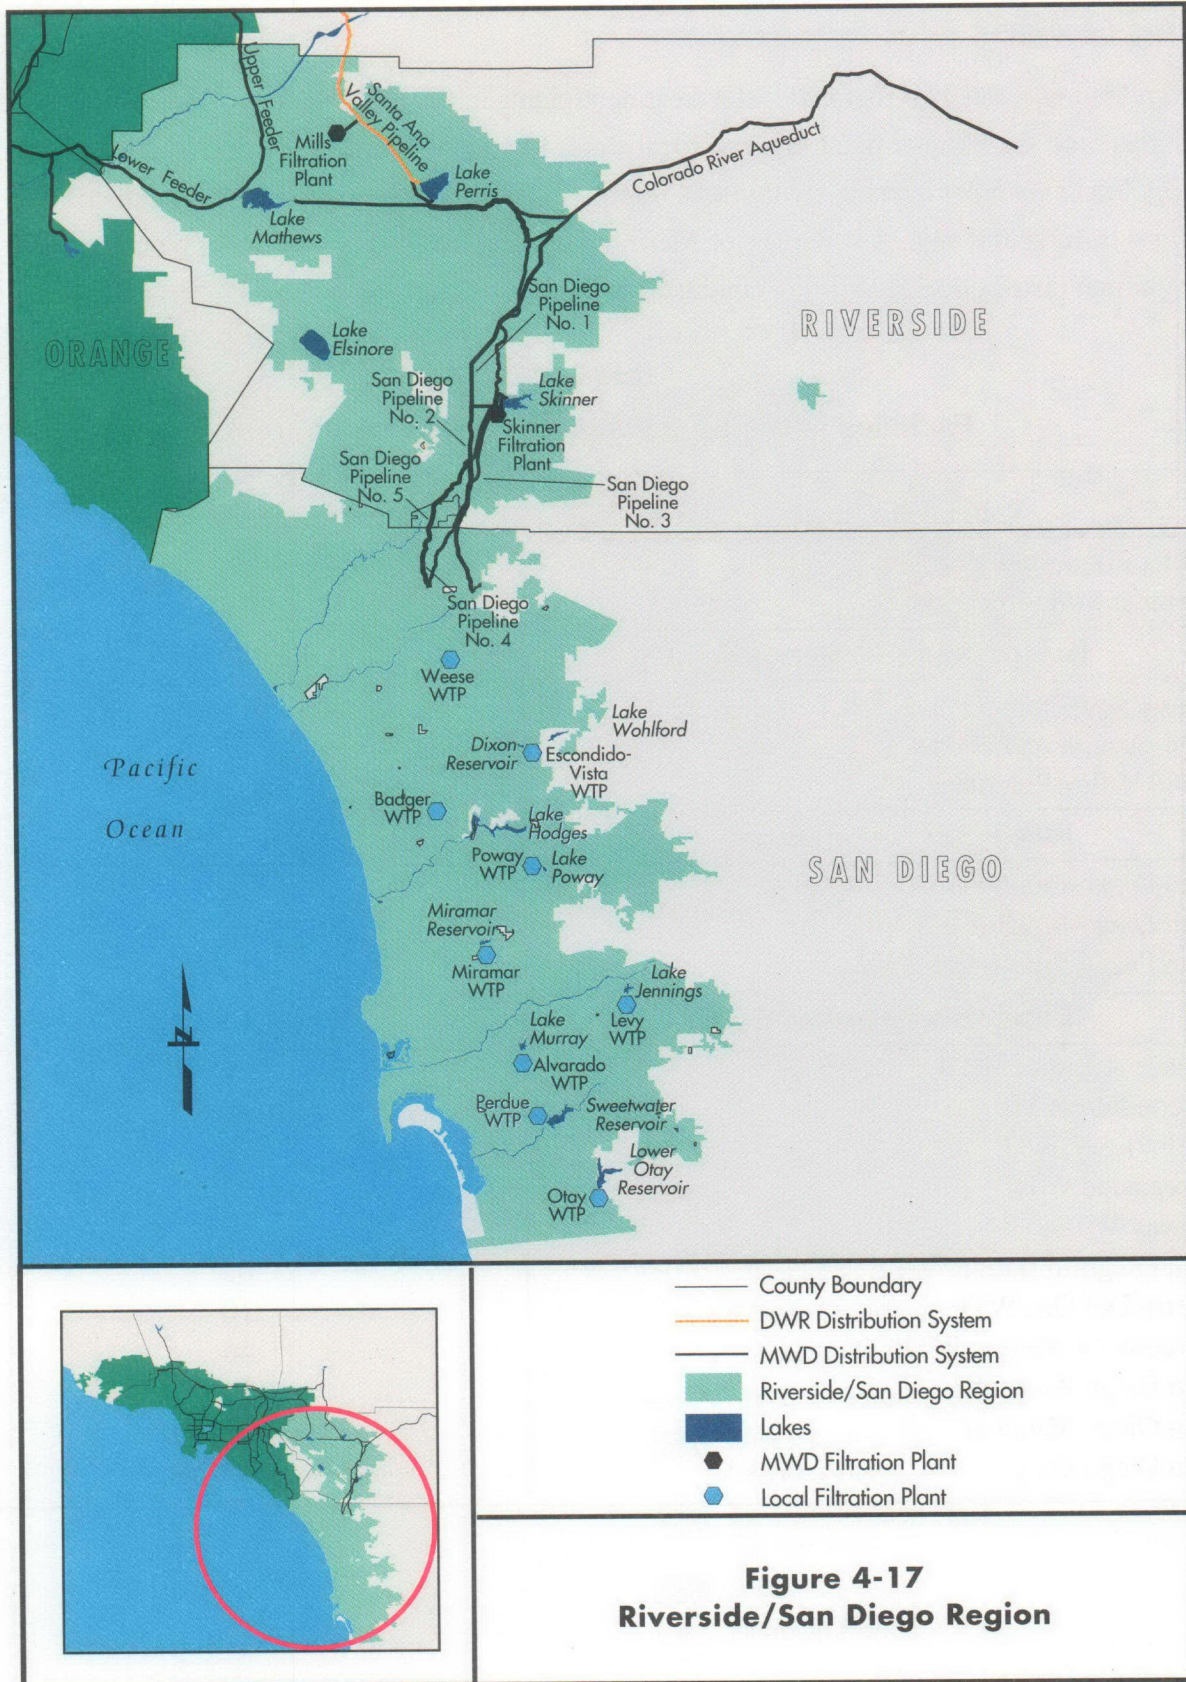 Upper Feeder
Santa Ana
Valley Pipeline
Mills
Filtration
Plant
Lower Feeder
Lake
Perris
Colorado River Aqueduct
Lake
Mathews
San Diego
Pipeline
No. 1
RIVERSIDE
ORANGE
Lake
Elsinore
San Diego
Pipeline
No. 2
Lake
Skinner
Skinner
Filtration
Plant
San Diego
Pipeline
No. 5
San Diego
Pipeline
No. 3
San Diego
Pipeline
No. 4
Weese
WTP
Lake
Wohlford
Dixon
Reservoir
Escondido-
Vista
WTP
Pacific
Ocean
Badger
WTP
Lake
Hodges
Poway
WTP
Lake
Poway
SAN DIEGO
Miramar
Reservoir
Miramar
WTP
Lake
Jennings
Levy
WTP
Lake
Murray
Alvarado
WTP
Perdue
WTP
Sweetwater
Reservoir
Lower
Otay
Reservoir
Otay
WTP
County Boundary
DWR Distribution System
MWD Distribution System
Riverside/San Diego Region
Lakes
MWD Filtration Plant
Local Filtration Plant
Figure 4-17
Riverside/San Diego Region